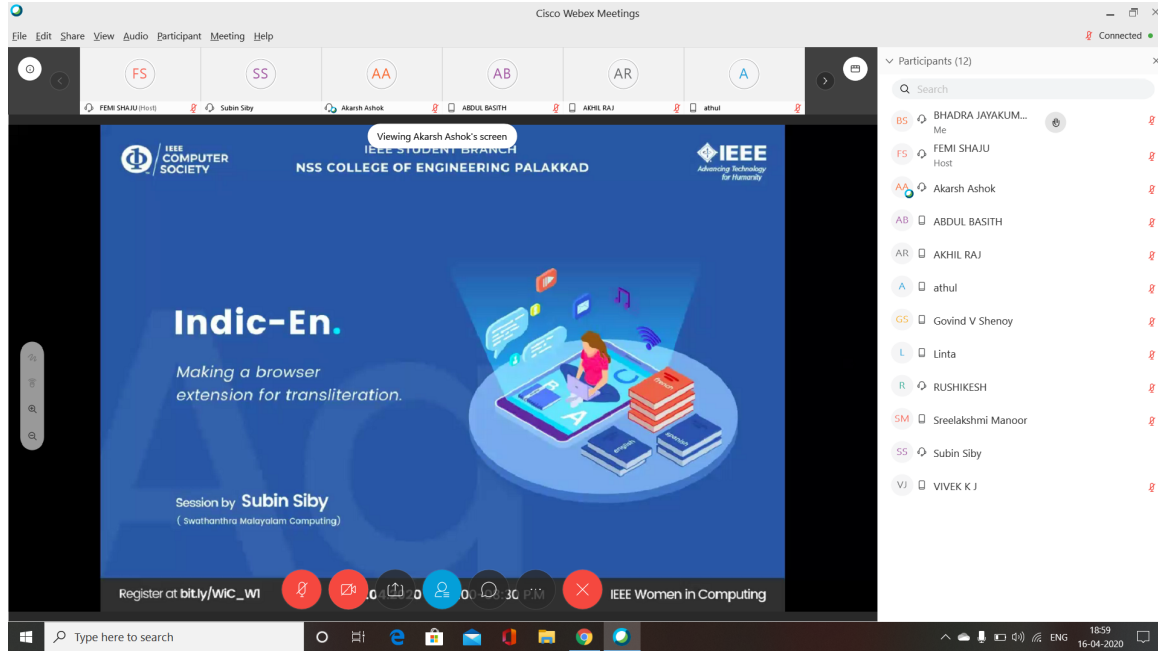 Cisco Webex Meetings
File Edit Share View Audio Participant Meeting Help
Connected
FS
SS
AA
AB
AR
A
FEMI SHAJU (Host)
Subin Siby
Akarsh Ashok
ABDUL BASITH
AKHIL RAJ
athul
Viewing Akarsh Ashok's screen
IEEE
COMPUTER
SOCIETY
IEEE STUDENT BRANCH
NSS COLLEGE OF ENGINEERING PALAKKAD
IEEE
Advancing Technology
for Humanity
Indic-En.
Making a browser
extension for transliteration.
french
english
spanish
A
Session by Subin Siby
( Swathanthra Malayalam Computing)
Register at bit.ly/WiC_W1
:30 P.M
IEEE Women in Computing
Participants (12)
Search
BS BHADRA JAYAKUM...
Me
FS FEMI SHAJU
Host
AA Akarsh Ashok
AB ABDUL BASITH
AR AKHIL RAJ
A athul
GS Govind V Shenoy
L Linta
R RUSHIKESH
SM Sreelakshmi Manoor
SS Subin Siby
VJ VIVEK K J
Type here to search
ENG
18:59
16-04-2020